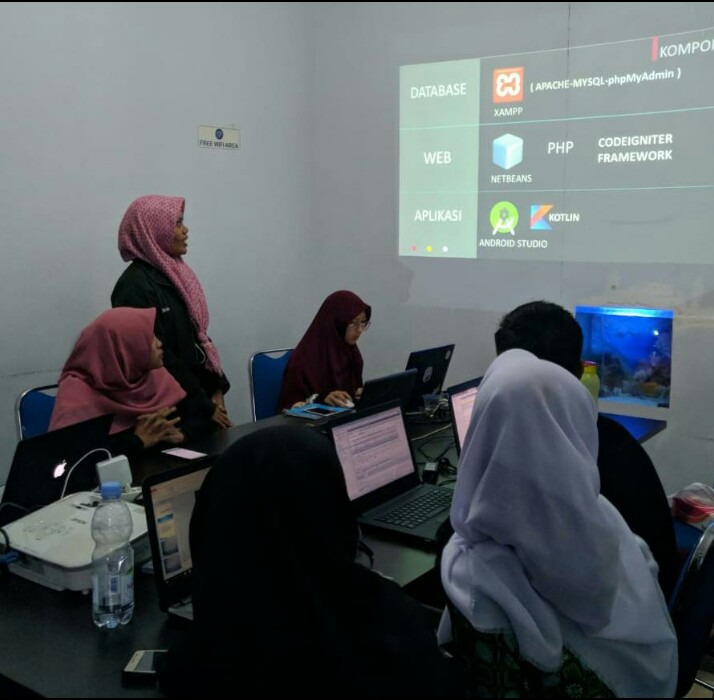 KOMPO
DATABASE
( APACHE-MYSQL-phpMyAdmin )
XAMPP
WEB
PHP
CODEIGNITER
FRAMEWORK
NETBEANS
APLIKASI
KOTLIN
ANDROID STUDIO
FREE WIFI AREA